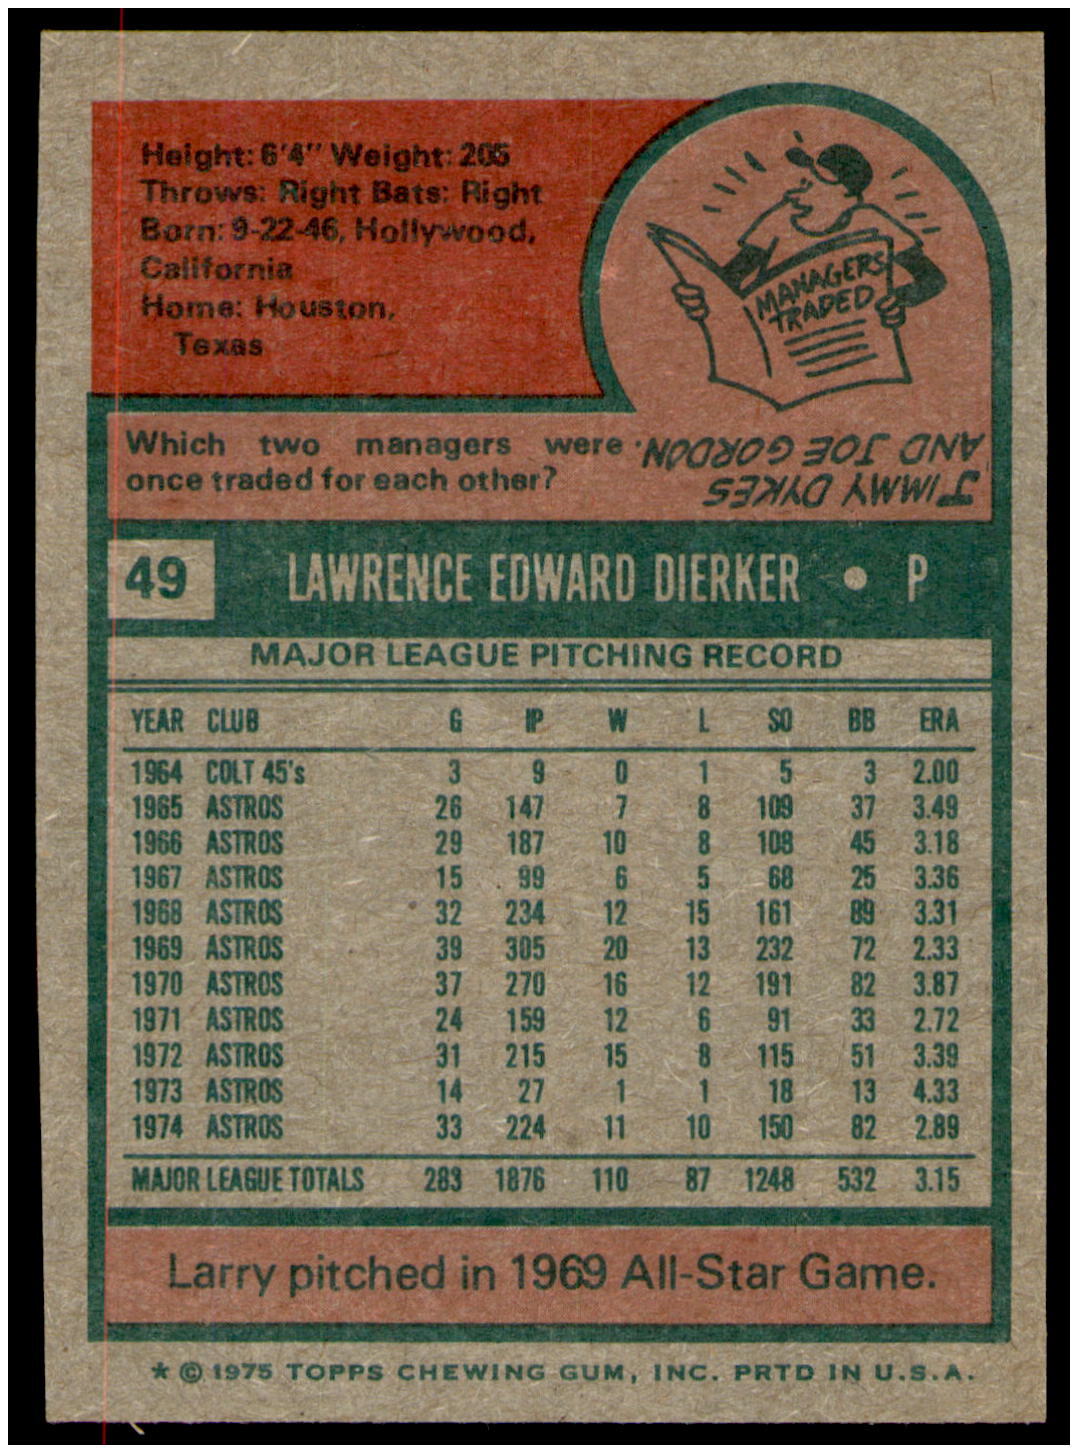 Height: 6'4" Weight: 205
Throws: Right Bats: Right
Born: 9-22-46, Hollywood,
California
Home: Houston,
Texas
MANAGERS
TRADED
Which two managers were
once traded for each other?
JIMMY DYKES
AND JOE GORDON.
49 LAWRENCE EDWARD DIERKER • P
MAJOR LEAGUE PITCHING RECORD
YEAR CLUB G IP W L SO BB ERA
1964 COLT 45's 3 9 0 1 5 3 2.00
1965 ASTROS 26 147 7 8 109 37 3.49
1966 ASTROS 29 187 10 8 108 45 3.18
1967 ASTROS 15 99 6 5 68 25 3.36
1968 ASTROS 32 234 12 15 161 89 3.31
1969 ASTROS 39 305 20 13 232 72 2.33
1970 ASTROS 37 270 16 12 191 82 3.87
1971 ASTROS 24 159 12 6 91 33 2.72
1972 ASTROS 31 215 15 8 115 51 3.39
1973 ASTROS 14 27 1 1 18 13 4.33
1974 ASTROS 33 224 11 10 150 82 2.89
MAJOR LEAGUE TOTALS 283 1876 110 87 1248 532 3.15
Larry pitched in 1969 All-Star Game.
* © 1975 TOPPS CHEWING GUM, INC. PRTD IN U.S.A.